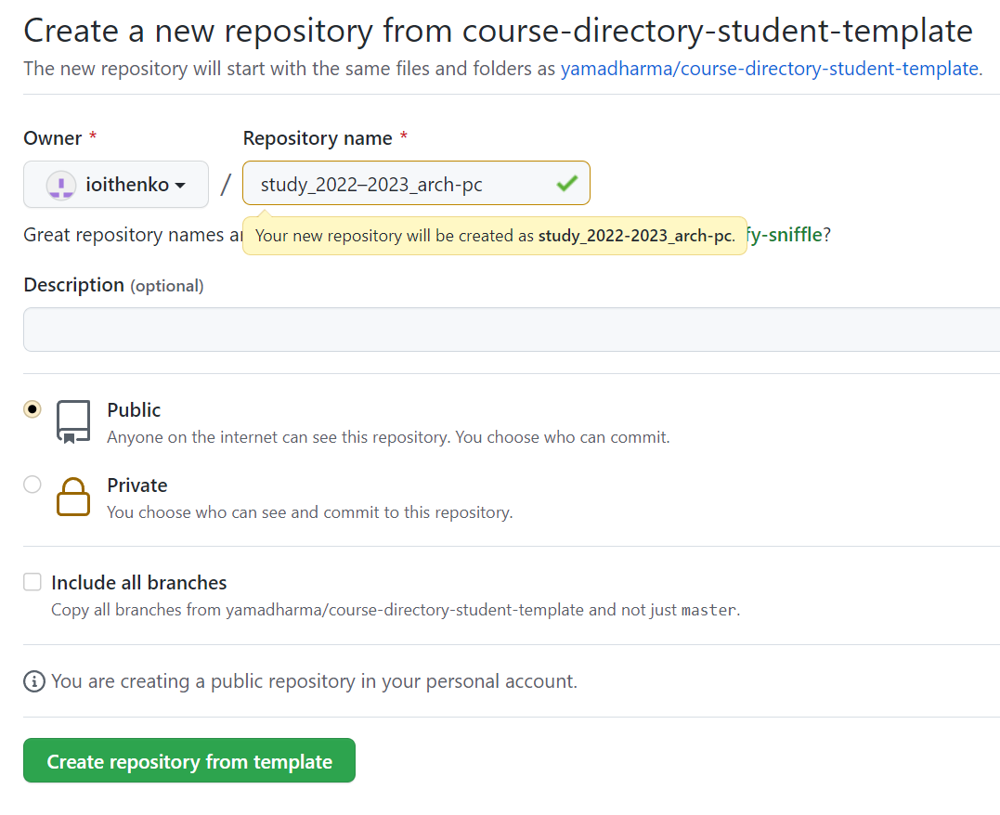 Create a new repository from course-directory-student-template
The new repository will start with the same files and folders as yamadharma/course-directory-student-template.
Owner * Repository name *
ioithenko / study_2022–2023_arch-pc
Great repository names
Your new repository will be created as study_2022-2023_arch-pc.
fy-sniffle?
Description (optional)
Public
Anyone on the internet can see this repository. You choose who can commit.
Private
You choose who can see and commit to this repository.
Include all branches
Copy all branches from yamadharma/course-directory-student-template and not just master.
You are creating a public repository in your personal account.
Create repository from template